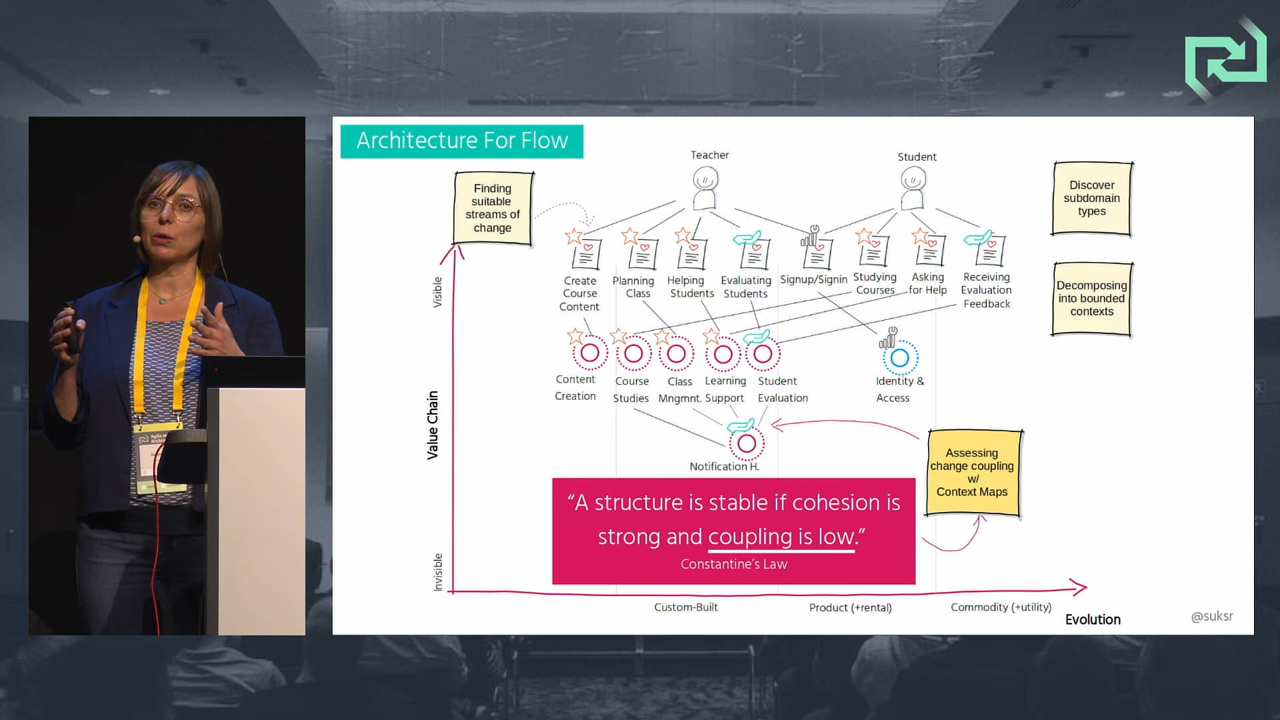 Architecture For Flow
Teacher
Student
Finding
suitable
streams of
change
Discover
subdomain
types
Create
Course
Content
Planning
Class
Helping
Students
Evaluating
Students
Signup/Signin
Studying
Courses
Asking
for Help
Receiving
Evaluation
Feedback
Decomposing
into bounded
contexts
Visible
Value Chain
Invisible
Content
Creation
Course
Studies
Class
Mngmnt.
Learning
Support
Student
Evaluation
Identity &
Access
Notification H.
Assessing
change coupling
w/
Context Maps
“A structure is stable if cohesion is
strong and coupling is low.”
Constantine’s Law
Custom-Built
Product (+rental)
Commodity (+utility)
Evolution
@suksr